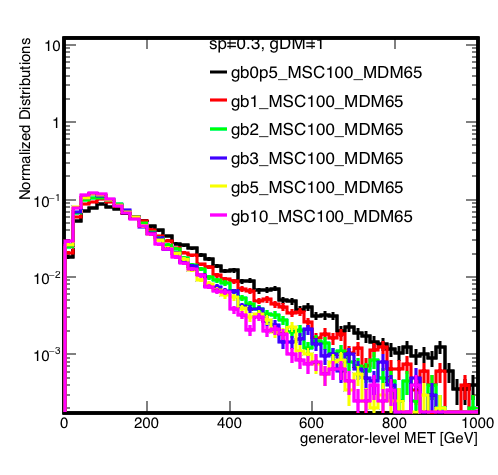 sp=0.3, gDM=1
10
gb0p5_MSC100_MDM65
gb1_MSC100_MDM65
1
gb2_MSC100_MDM65
gb3_MSC100_MDM65
gb5_MSC100_MDM65
10⁻¹
gb10_MSC100_MDM65
10⁻²
10⁻³
Normalized Distributions
0 200 400 600 800 1000
generator-level MET [GeV]